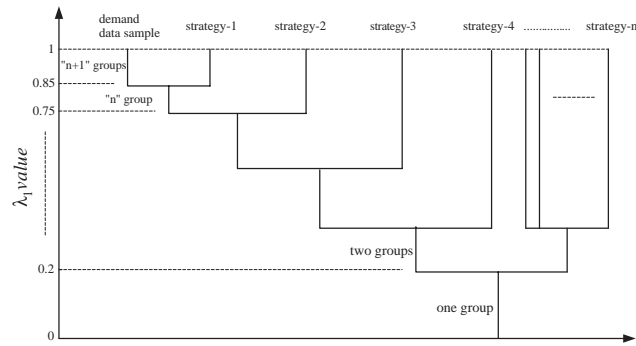 demand
data sample
strategy-1
strategy-2
strategy-3
strategy-4
................
strategy-n
1
"n+1" groups
0.85
"n" group
0.75
λ1 value
two groups
0.2
one group
0